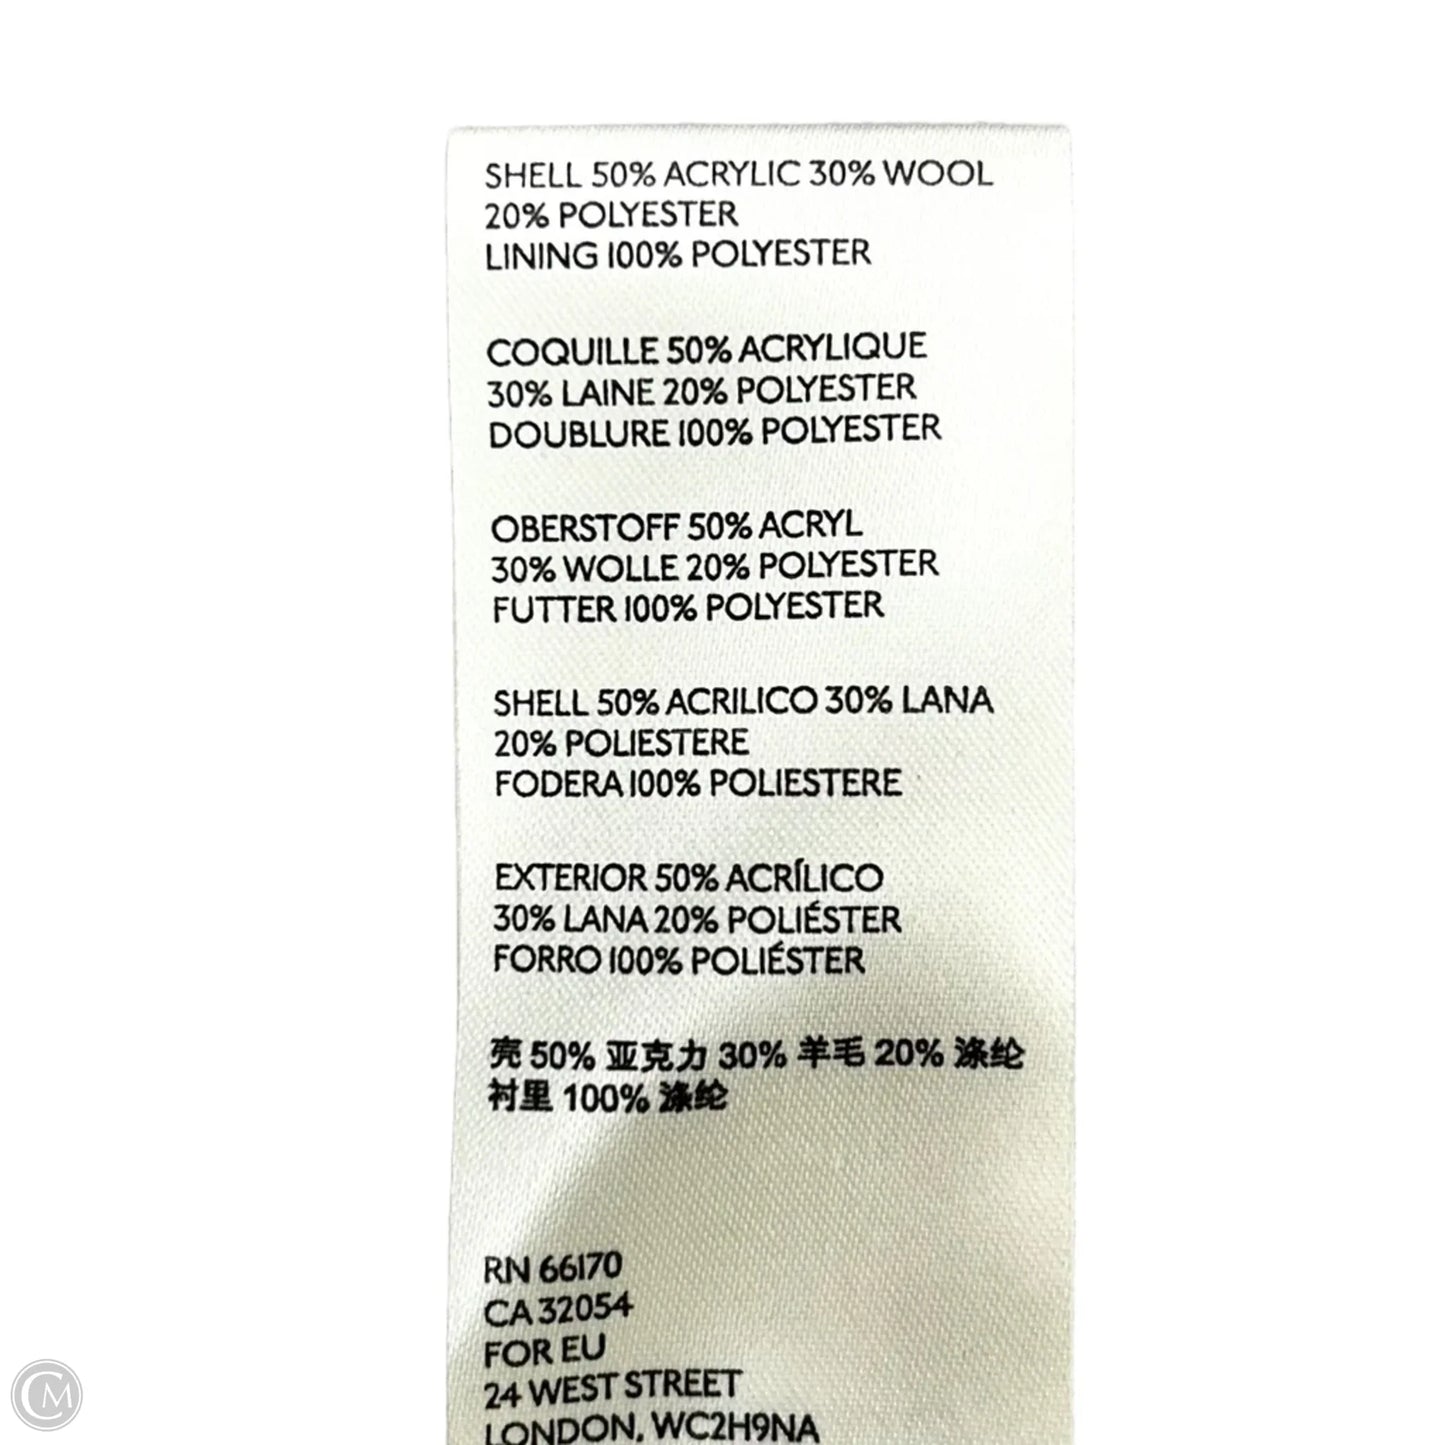 SHELL 50% ACRYLIC 30% WOOL
20% POLYESTER
LINING 100% POLYESTER
COQUILLE 50% ACRYLIQUE
30% LAINE 20% POLYESTER
DOUBLURE 100% POLYESTER
OBERSTOFF 50% ACRYL
30% WOLLE 20% POLYESTER
FUTTER 100% POLYESTER
SHELL 50% ACRILICO 30% LANA
20% POLIESTERE
FODERA 100% POLIESTERE
EXTERIOR 50% ACRÍLICO
30% LANA 20% POLIÉSTER
FORRO 100% POLIÉSTER
壳 50% 亚克力 30% 羊毛 20% 涤纶
衬里 100% 涤纶
RN 66170
CA 32054
FOR EU
24 WEST STREET
LONDON, WC2H9NA
CM